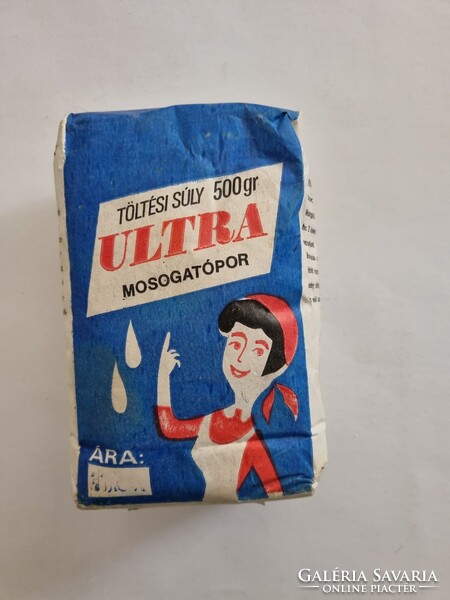 TÖLTÉSI SÚLY 500gr
ULTRA
MOSOGATÓPOR
ÁRA:
GALÉRIA SAVARIA
ONLINE PIACTÉR